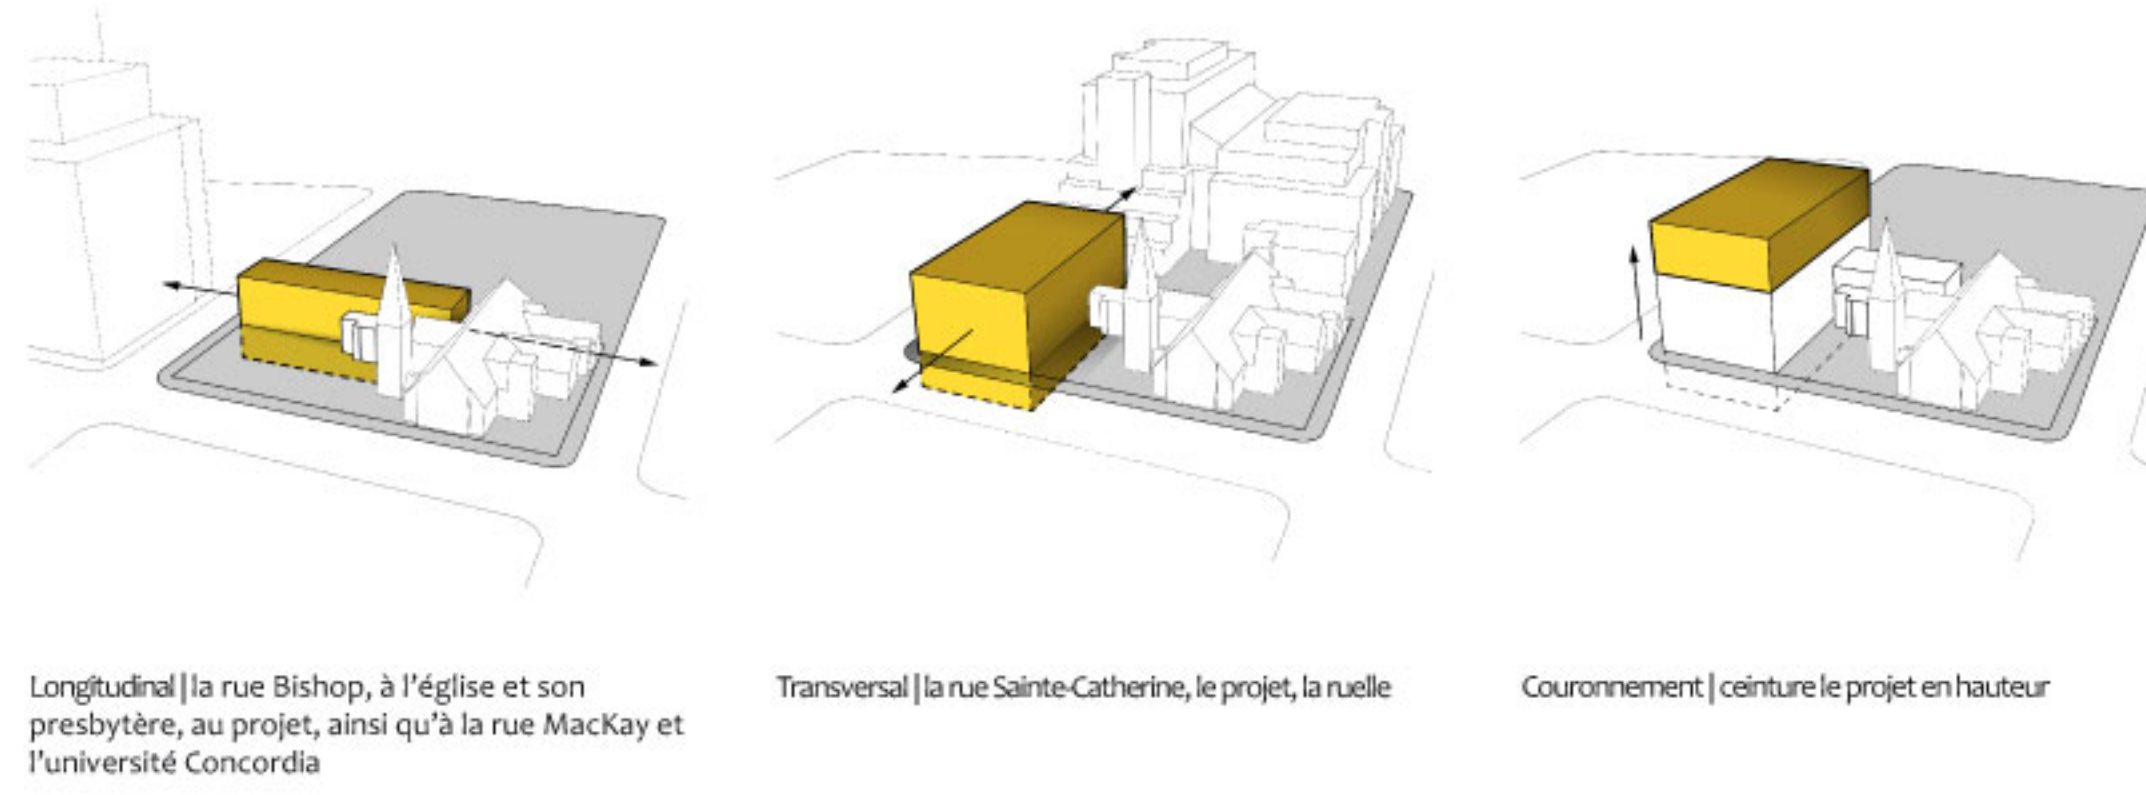 Longitudinal | la rue Bishop, à l'église et son
presbytère, au projet, ainsi qu'à la rue MacKay et
l'université Concordia
Transversal | la rue Sainte-Catherine, le projet, la ruelle
Couronnement | ceinture le projet en hauteur